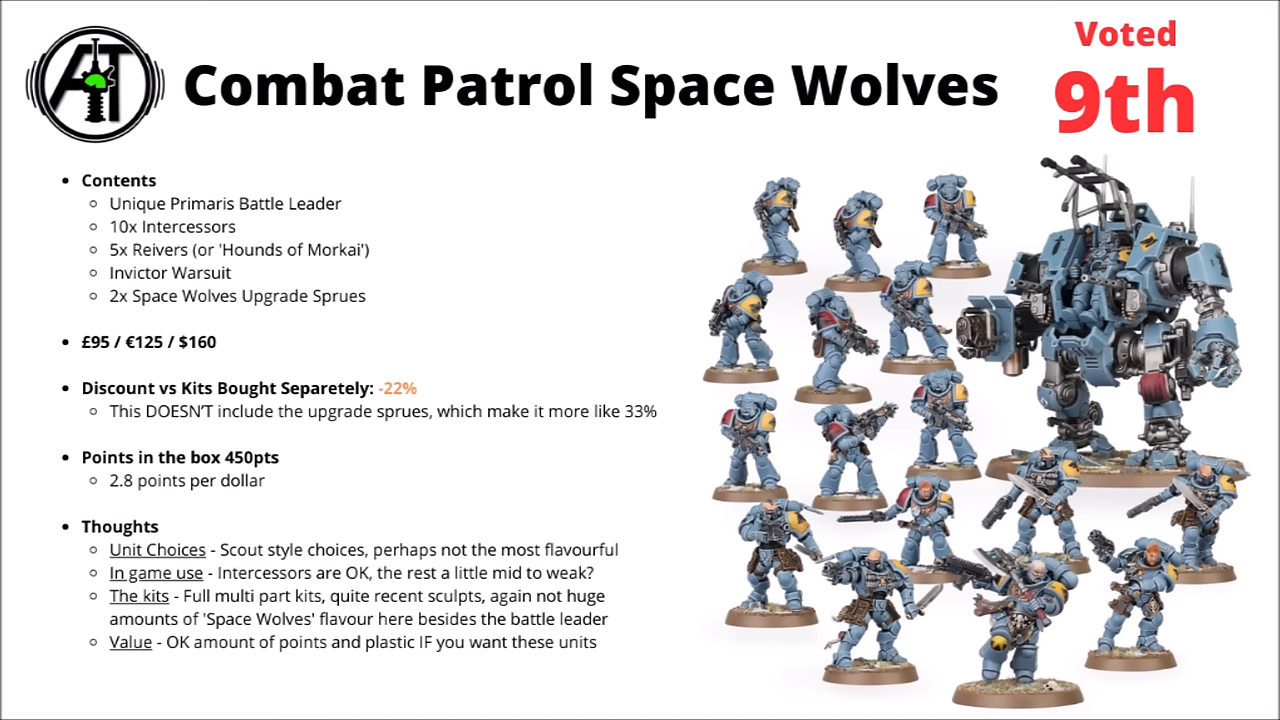 AT
Combat Patrol Space Wolves
Voted
9th
• Contents
Unique Primaris Battle Leader
10x Intercessors
5x Reivers (or 'Hounds of Morkai')
Invictor Warsuit
2x Space Wolves Upgrade Sprues
• £95 / €125 / $160
• Discount vs Kits Bought Separetely: -22%
This DOESN'T include the upgrade sprues, which make it more like 33%
• Points in the box 450pts
2.8 points per dollar
• Thoughts
Unit Choices - Scout style choices, perhaps not the most flavourful
In game use - Intercessors are OK, the rest a little mid to weak?
The kits - Full multi part kits, quite recent sculpts, again not huge
amounts of 'Space Wolves' flavour here besides the battle leader
Value - OK amount of points and plastic IF you want these units